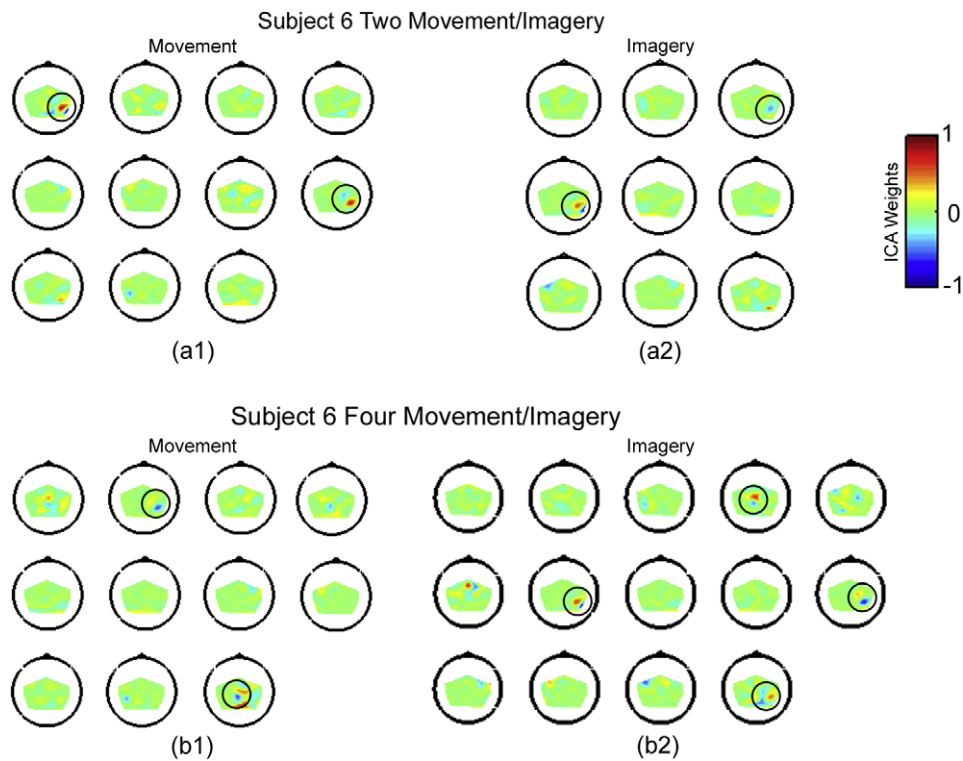 Subject 6 Two Movement/Imagery
Movement
Imagery
1
0
-1
ICA Weights
(a1)
(a2)
Subject 6 Four Movement/Imagery
Movement
Imagery
(b1)
(b2)